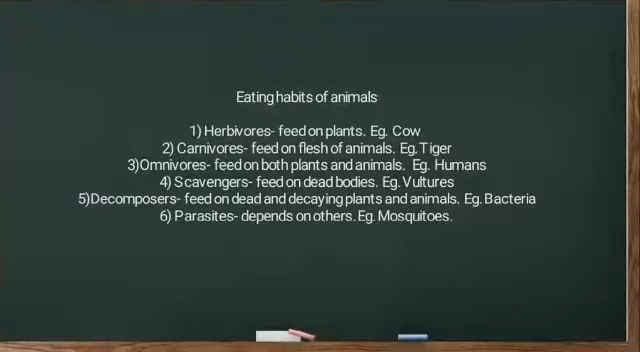 Eating habits of animals
1) Herbivores- feed on plants. Eg. Cow
2) Carnivores- feed on flesh of animals. Eg. Tiger
3)Omnivores- feed on both plants and animals. Eg. Humans
4) Scavengers- feed on dead bodies. Eg. Vultures
5)Decomposers- feed on dead and decaying plants and animals. Eg. Bacteria
6) Parasites- depends on others. Eg. Mosquitoes.